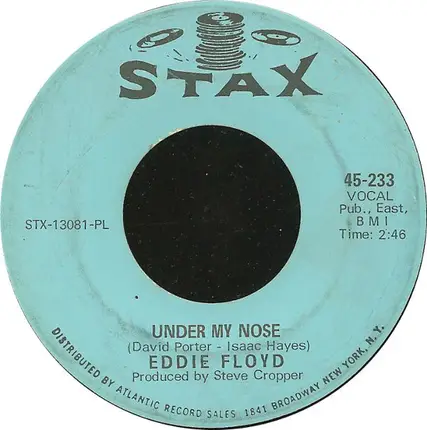 STAX
45-233
VOCAL
Pub., East,
B M I
Time: 2:46
STX-13081-PL
UNDER MY NOSE
(David Porter - Isaac Hayes)
EDDIE FLOYD
Produced by Steve Cropper
DISTRIBUTED BY ATLANTIC RECORD SALES 1841 BROADWAY NEW YORK, N.Y.